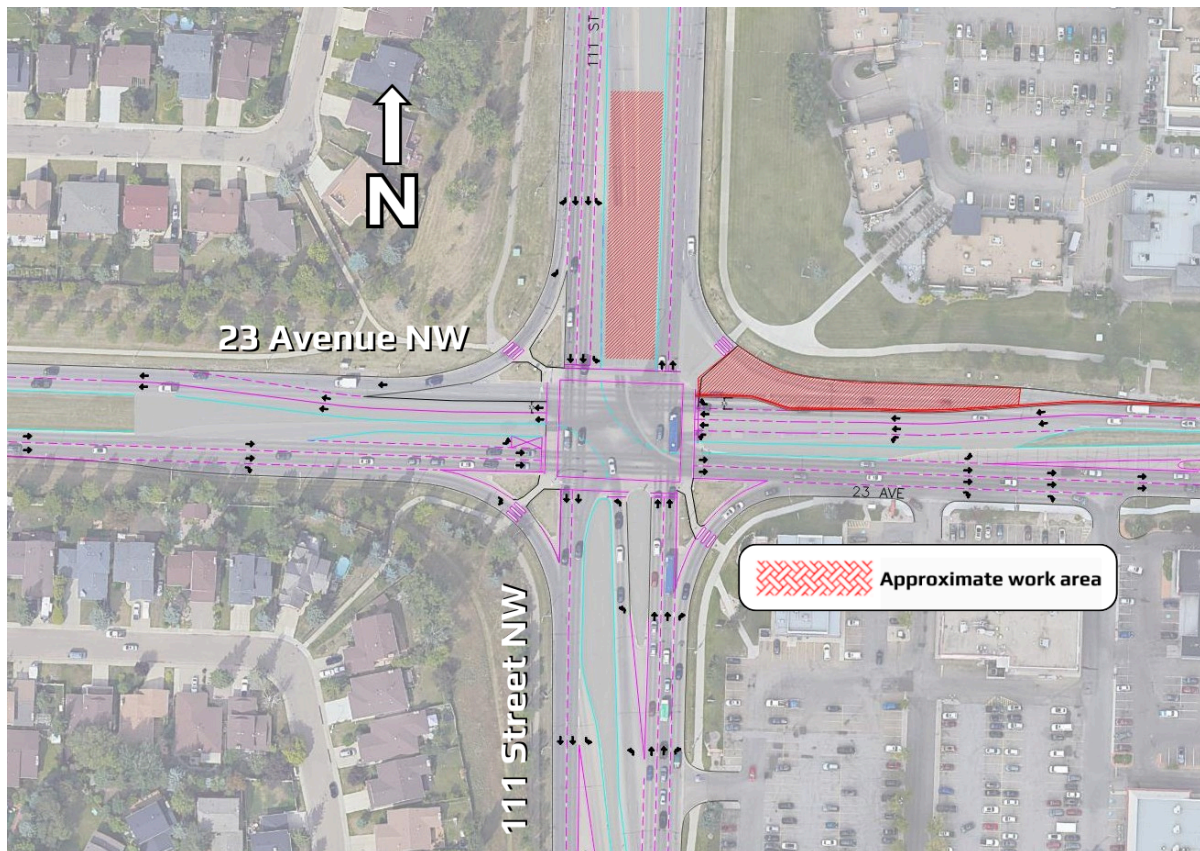 111 ST
N
23 Avenue NW
23 AVE
Approximate work area
111 Street NW